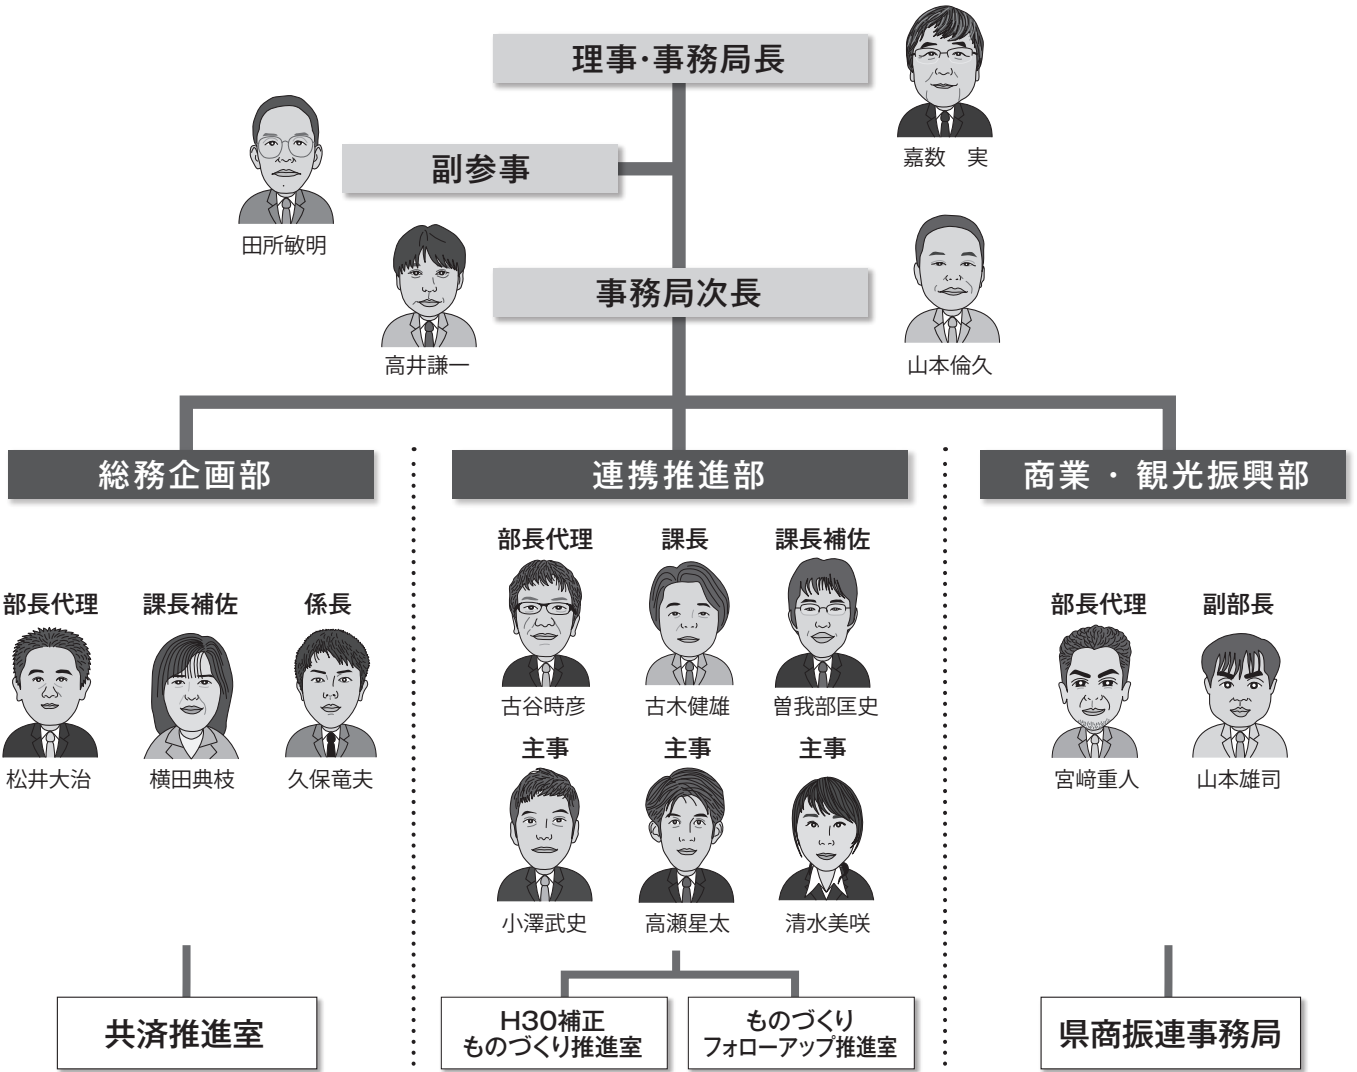 理事・事務局長
嘉数　実
副参事
田所敏明
事務局次長
高井謙一
山本倫久
総務企画部
部長代理
松井大治
課長補佐
横田典枝
係長
久保竜夫
共済推進室
連携推進部
部長代理
古谷時彦
課長
古木健雄
課長補佐
曽我部匡史
主事
小澤武史
主事
高瀬星太
主事
清水美咲
H30補正
ものづくり推進室
ものづくり
フォローアップ推進室
商業 ・ 観光振興部
部長代理
宮﨑重人
副部長
山本雄司
県商振連事務局